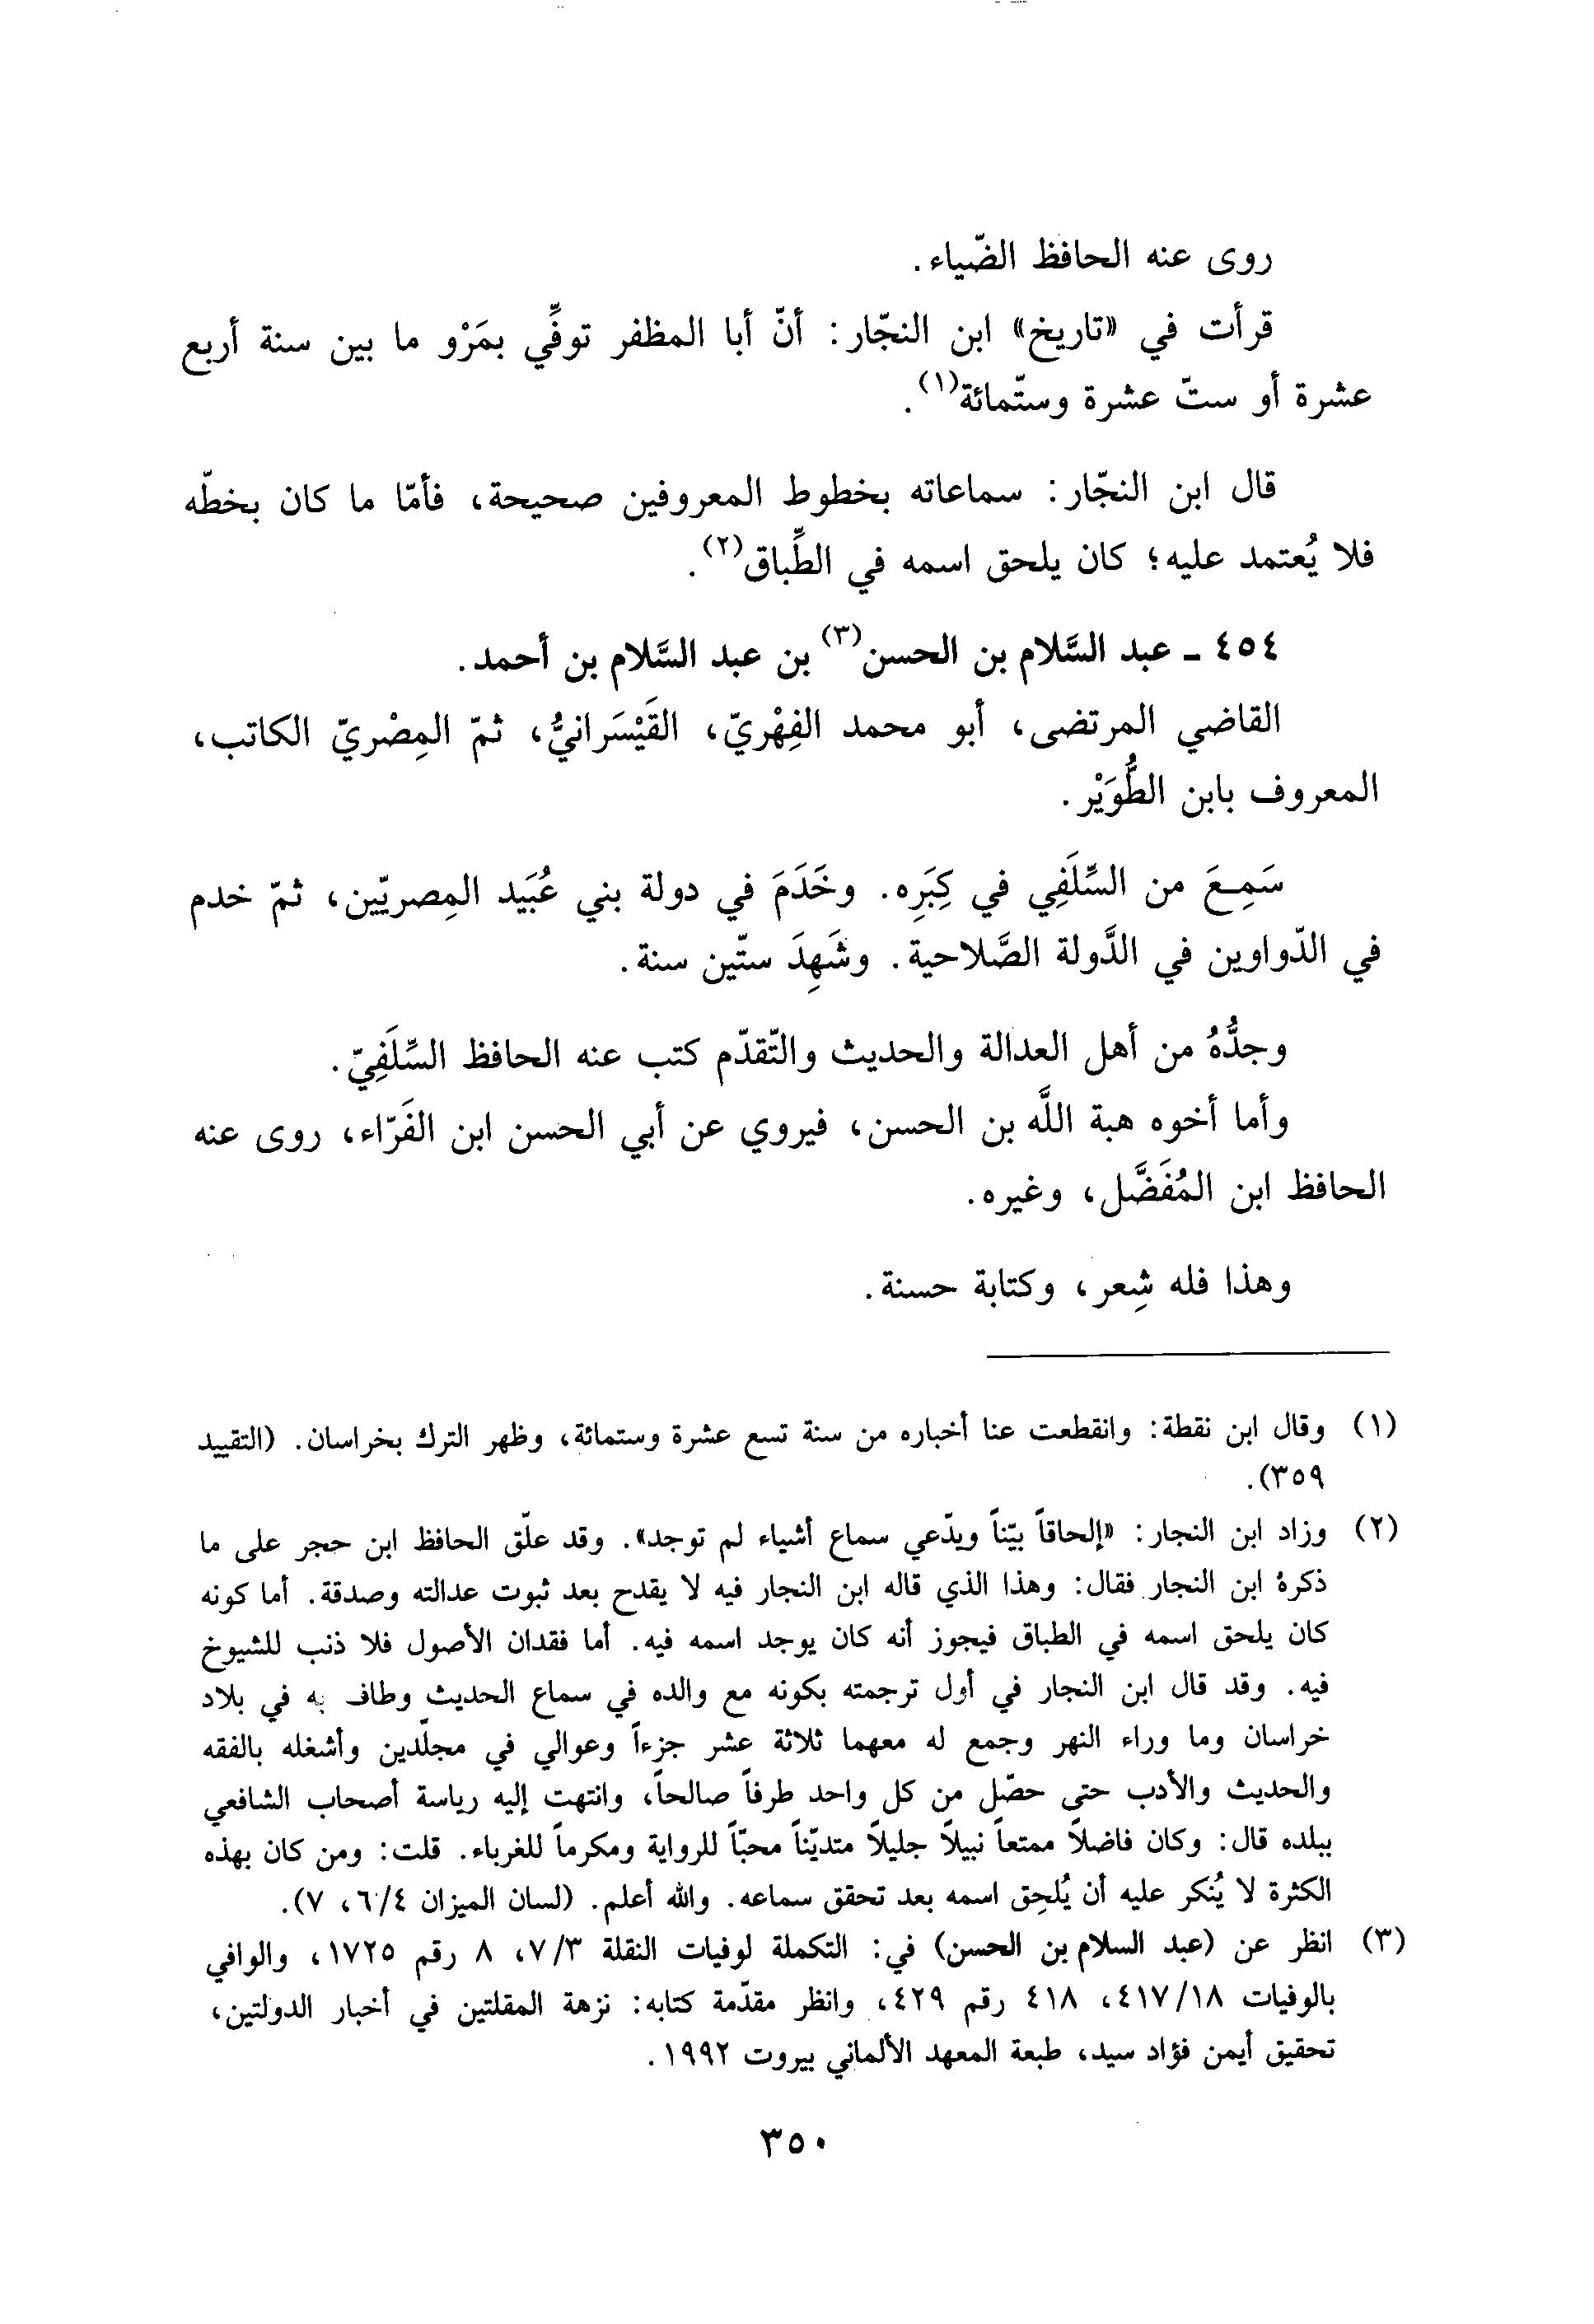 روى عنه الحافظ الضّياء.
قرأت في «تاريخ» ابن النجّار: أنّ أبا المظفر توفِّي بمَرْو ما بين سنة أربع
عشرة أو ستّ عشرة وستّمائة(١).
قال ابن النجّار: سماعاته بخطوط المعروفين صحيحة، فأمّا ما كان بخطّه
فلا يُعتمد عليه؛ كان يلحق اسمه في الطِّباق(٢).
٤٥٤ ـ عبد السَّلام بن الحسن(٣) بن عبد السَّلام بن أحمد.
القاضي المرتضى، أبو محمد الفِهْريّ، القَيْسَرانيُّ، ثمّ المِصْريّ الكاتب،
المعروف بابن الطُّوَيْر.
سَمِعَ من السِّلَفِي في كِبَرِه. وخَدَمَ في دولة بني عُبَيد المِصريّين، ثمّ خدم
في الدّواوين في الدَّولة الصَّلاحية. وشَهِدَ ستّين سنة.
وجدُّهُ من أهل العدالة والحديث والتّقدّم كتب عنه الحافظ السِّلَفِيّ.
وأما أخوه هبة اللَّه بن الحسن، فيروي عن أبي الحسن ابن الفَرّاء، روى عنه
الحافظ ابن المُفَضَّل، وغيره.
وهذا فله شِعر، وكتابة حسنة.
(١) وقال ابن نقطة: وانقطعت عنا أخباره من سنة تسع عشرة وستمائة، وظهر الترك بخراسان. (التقييد
٣٥٩).
(٢) وزاد ابن النجار: «إلحاقاً بيّناً ويدّعي سماع أشياء لم توجد». وقد علّق الحافظ ابن حجر على ما
ذكرهُ ابن النجار فقال: وهذا الذي قاله ابن النجار فيه لا يقدح بعد ثبوت عدالته وصدقة. أما كونه
كان يلحق اسمه في الطباق فيجوز أنه كان يوجد اسمه فيه. أما فقدان الأصول فلا ذنب للشيوخ
فيه. وقد قال ابن النجار في أول ترجمته بكونه مع والده في سماع الحديث وطاف به في بلاد
خراسان وما وراء النهر وجمع له معهما ثلاثة عشر جزءاً وعوالي في مجلّدين وأشغله بالفقه
والحديث والأدب حتى حصّل من كل واحد طرفاً صالحاً، وانتهت إليه رياسة أصحاب الشافعي
ببلده قال: وكان فاضلاً ممتعاً نبيلاً جليلاً متديّناً محبّاً للرواية ومكرماً للغرباء. قلت: ومن كان بهذه
الكثرة لا يُنكر عليه أن يُلحِق اسمه بعد تحقق سماعه. والله أعلم. (لسان الميزان ٦/٤، ٧).
(٣) انظر عن (عبد السلام بن الحسن) في: التكملة لوفيات النقلة ٧/٣، ٨ رقم ١٧٢٥، والوافي
بالوفيات ٤١٧/١٨، ٤١٨ رقم ٤٢٩، وانظر مقدّمة كتابه: نزهة المقلتين في أخبار الدولتين،
تحقيق أيمن فؤاد سيد، طبعة المعهد الألماني بيروت ١٩٩٢.
٣٥٠